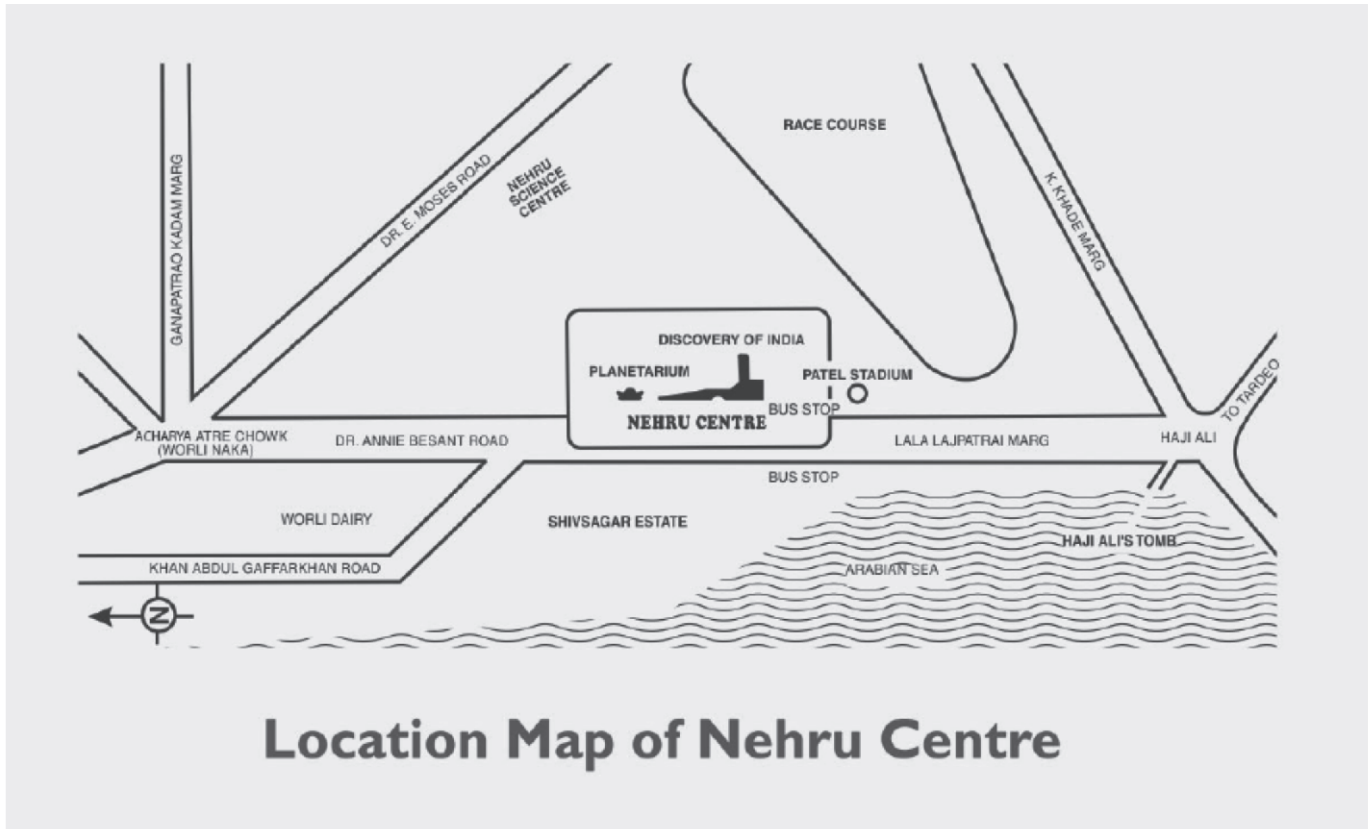 RACE COURSE
GANAPATRAO KADAM MARG
DR. E. MOSES ROAD
NEHRU
SCIENCE
CENTRE
K. KHADE MARG
DISCOVERY OF INDIA
PLANETARIUM
PATEL STADIUM
BUS STOP
NEHRU CENTRE
TO TARDEO
ACHARYA ATRE CHOWK
(WORLI NAKA)
DR. ANNIE BESANT ROAD
LALA LAJPATRAI MARG
HAJI ALI
BUS STOP
WORLI DAIRY
SHIVSAGAR ESTATE
HAJI ALI'S TOMB
KHAN ABDUL GAFFARKHAN ROAD
ARABIAN SEA
N
Location Map of Nehru Centre